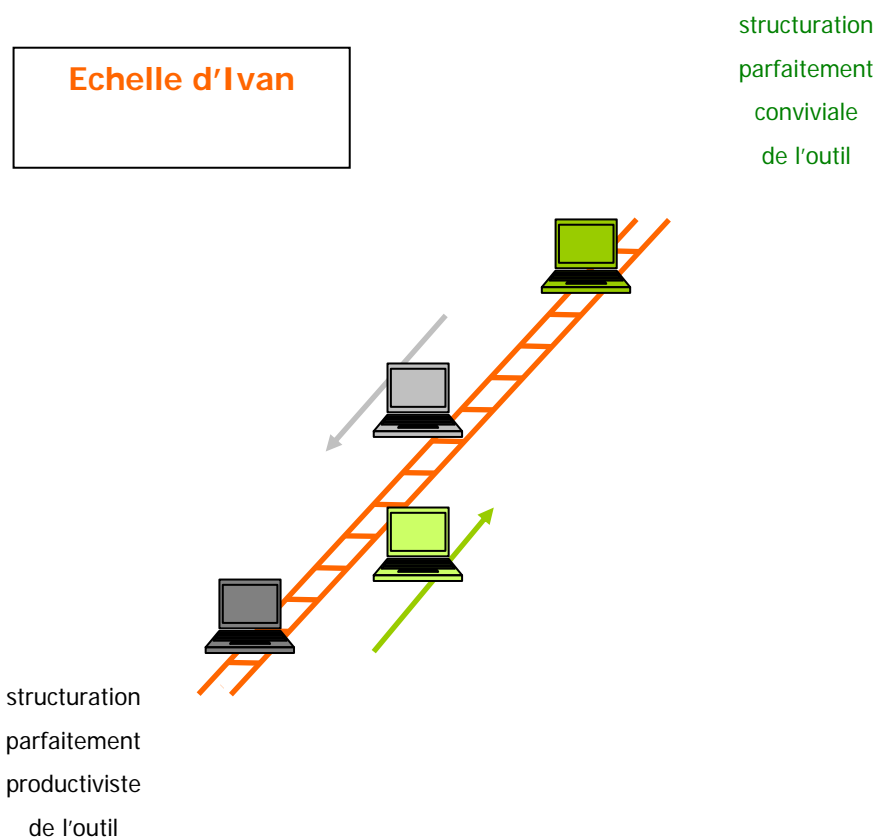 Echelle d'Ivan
structuration
parfaitement
conviviale
de l'outil
structuration
parfaitement
productiviste
de l'outil